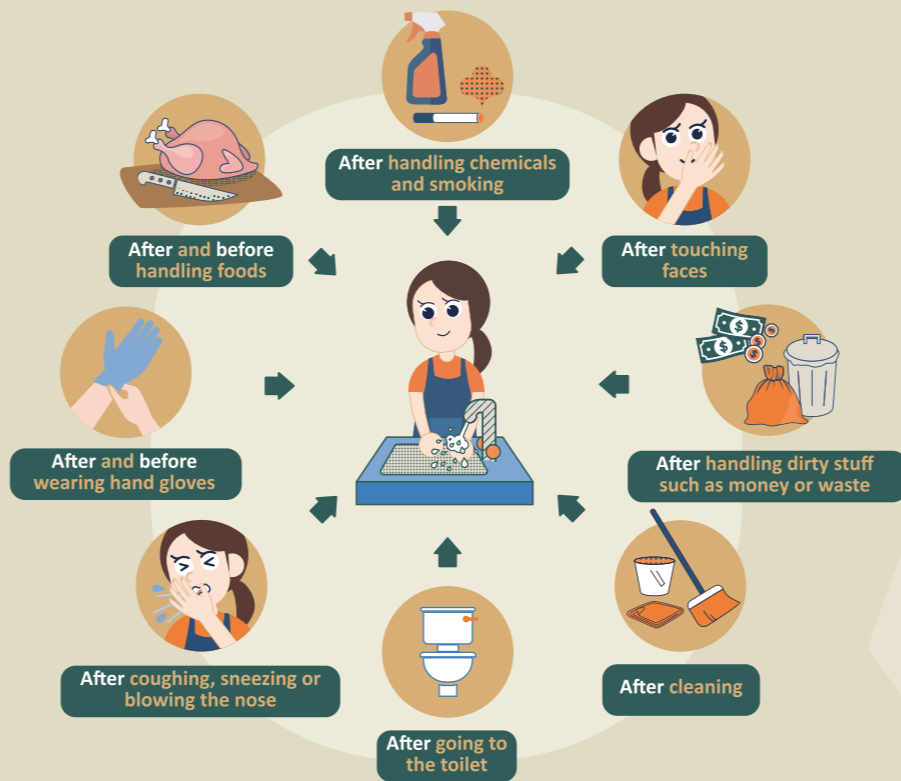 After handling chemicals
and smoking
After touching
faces
After handling dirty stuff
such as money or waste
After cleaning
After going to
the toilet
After coughing, sneezing or
blowing the nose
After and before
wearing hand gloves
After and before
handling foods
$
$
$
$